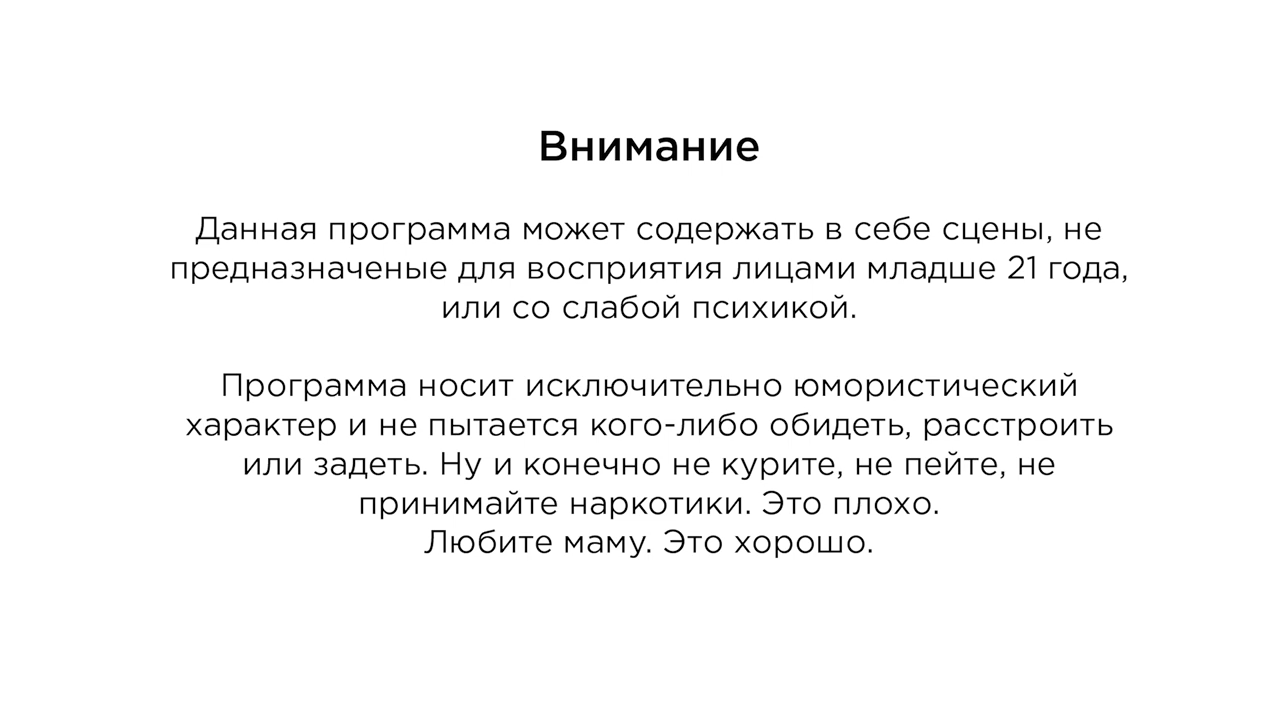 Внимание
Данная программа может содержать в себе сцены, не
предназначеные для восприятия лицами младше 21 года,
или со слабой психикой.
Программа носит исключительно юмористический
характер и не пытается кого-либо обидеть, расстроить
или задеть. Ну и конечно не курите, не пейте, не
принимайте наркотики. Это плохо.
Любите маму. Это хорошо.